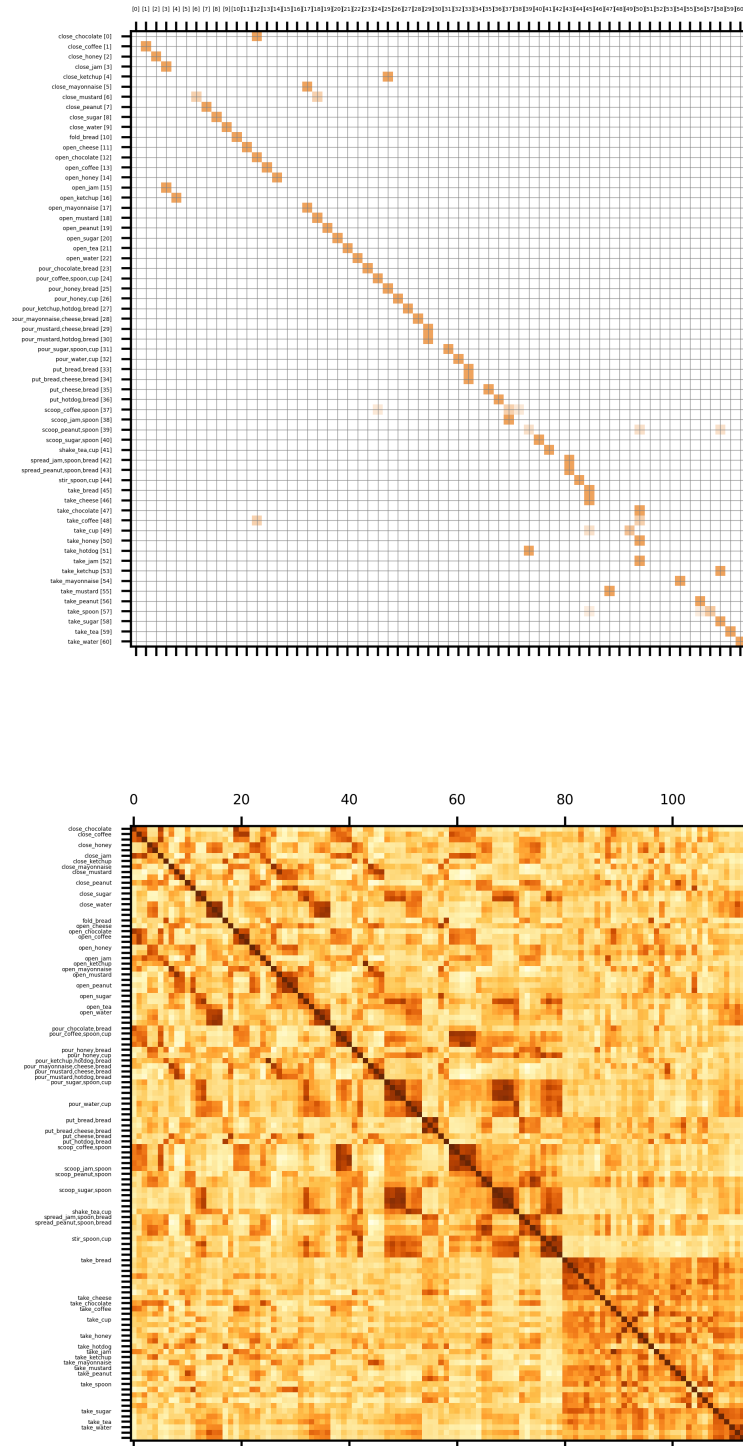 [0] [1] [2] [3] [4] [5] [6] [7] [8] [9][10][11][12][13][14][15][16][17][18][19][20][21][22][23][24][25][26][27][28][29][30][31][32][33][34][35][36][37][38][39][40][41][42][43][44][45][46][47][48][49][50][51][52][53][54][55][56][57][58][59][60]
close_chocolate [0]
close_coffee [1]
close_honey [2]
close_jam [3]
close_ketchup [4]
close_mayonnaise [5]
close_mustard [6]
close_peanut [7]
close_sugar [8]
close_water [9]
fold_bread [10]
open_cheese [11]
open_chocolate [12]
open_coffee [13]
open_honey [14]
open_jam [15]
open_ketchup [16]
open_mayonnaise [17]
open_mustard [18]
open_peanut [19]
open_sugar [20]
open_tea [21]
open_water [22]
pour_chocolate,bread [23]
pour_coffee,spoon,cup [24]
pour_honey,bread [25]
pour_honey,cup [26]
pour_ketchup,hotdog,bread [27]
pour_mayonnaise,cheese,bread [28]
pour_mustard,cheese,bread [29]
pour_mustard,hotdog,bread [30]
pour_sugar,spoon,cup [31]
pour_water,cup [32]
put_bread,bread [33]
put_bread,cheese,bread [34]
put_cheese,bread [35]
put_hotdog,bread [36]
scoop_coffee,spoon [37]
scoop_jam,spoon [38]
scoop_peanut,spoon [39]
scoop_sugar,spoon [40]
shake_tea,cup [41]
spread_jam,spoon,bread [42]
spread_peanut,spoon,bread [43]
stir_spoon,cup [44]
take_bread [45]
take_cheese [46]
take_chocolate [47]
take_coffee [48]
take_cup [49]
take_honey [50]
take_hotdog [51]
take_jam [52]
take_ketchup [53]
take_mayonnaise [54]
take_mustard [55]
take_peanut [56]
take_spoon [57]
take_sugar [58]
take_tea [59]
take_water [60]
0 20 40 60 80 100
close_chocolate
close_coffee
close_honey
close_jam
close_ketchup
close_mayonnaise
close_mustard
close_peanut
close_sugar
close_water
fold_bread
open_cheese
open_chocolate
open_coffee
open_honey
open_jam
open_ketchup
open_mayonnaise
open_mustard
open_peanut
open_sugar
open_tea
open_water
pour_chocolate,bread
pour_coffee,spoon,cup
pour_honey,bread
pour_honey,cup
pour_ketchup,hotdog,bread
pour_mayonnaise,cheese,bread
pour_mustard,cheese,bread
pour_mustard,hotdog,bread
pour_sugar,spoon,cup
pour_water,cup
put_bread,bread
put_bread,cheese,bread
put_cheese,bread
put_hotdog,bread
scoop_coffee,spoon
scoop_jam,spoon
scoop_peanut,spoon
scoop_sugar,spoon
shake_tea,cup
spread_jam,spoon,bread
spread_peanut,spoon,bread
stir_spoon,cup
take_bread
take_cheese
take_chocolate
take_coffee
take_cup
take_honey
take_hotdog
take_jam
take_ketchup
take_mayonnaise
take_mustard
take_peanut
take_spoon
take_sugar
take_tea
take_water